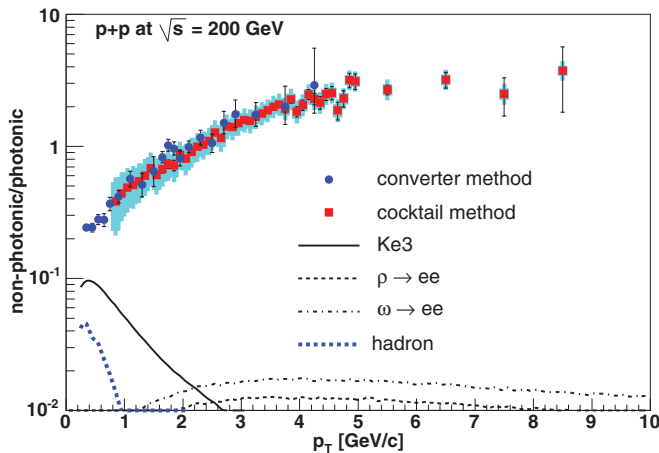 p+p at √s = 200 GeV
non-photonic/photonic
10
1
10⁻¹
10⁻²
converter method
cocktail method
Ke3
ρ → ee
ω → ee
hadron
0 1 2 3 4 5 6 7 8 9 10
p_T [GeV/c]